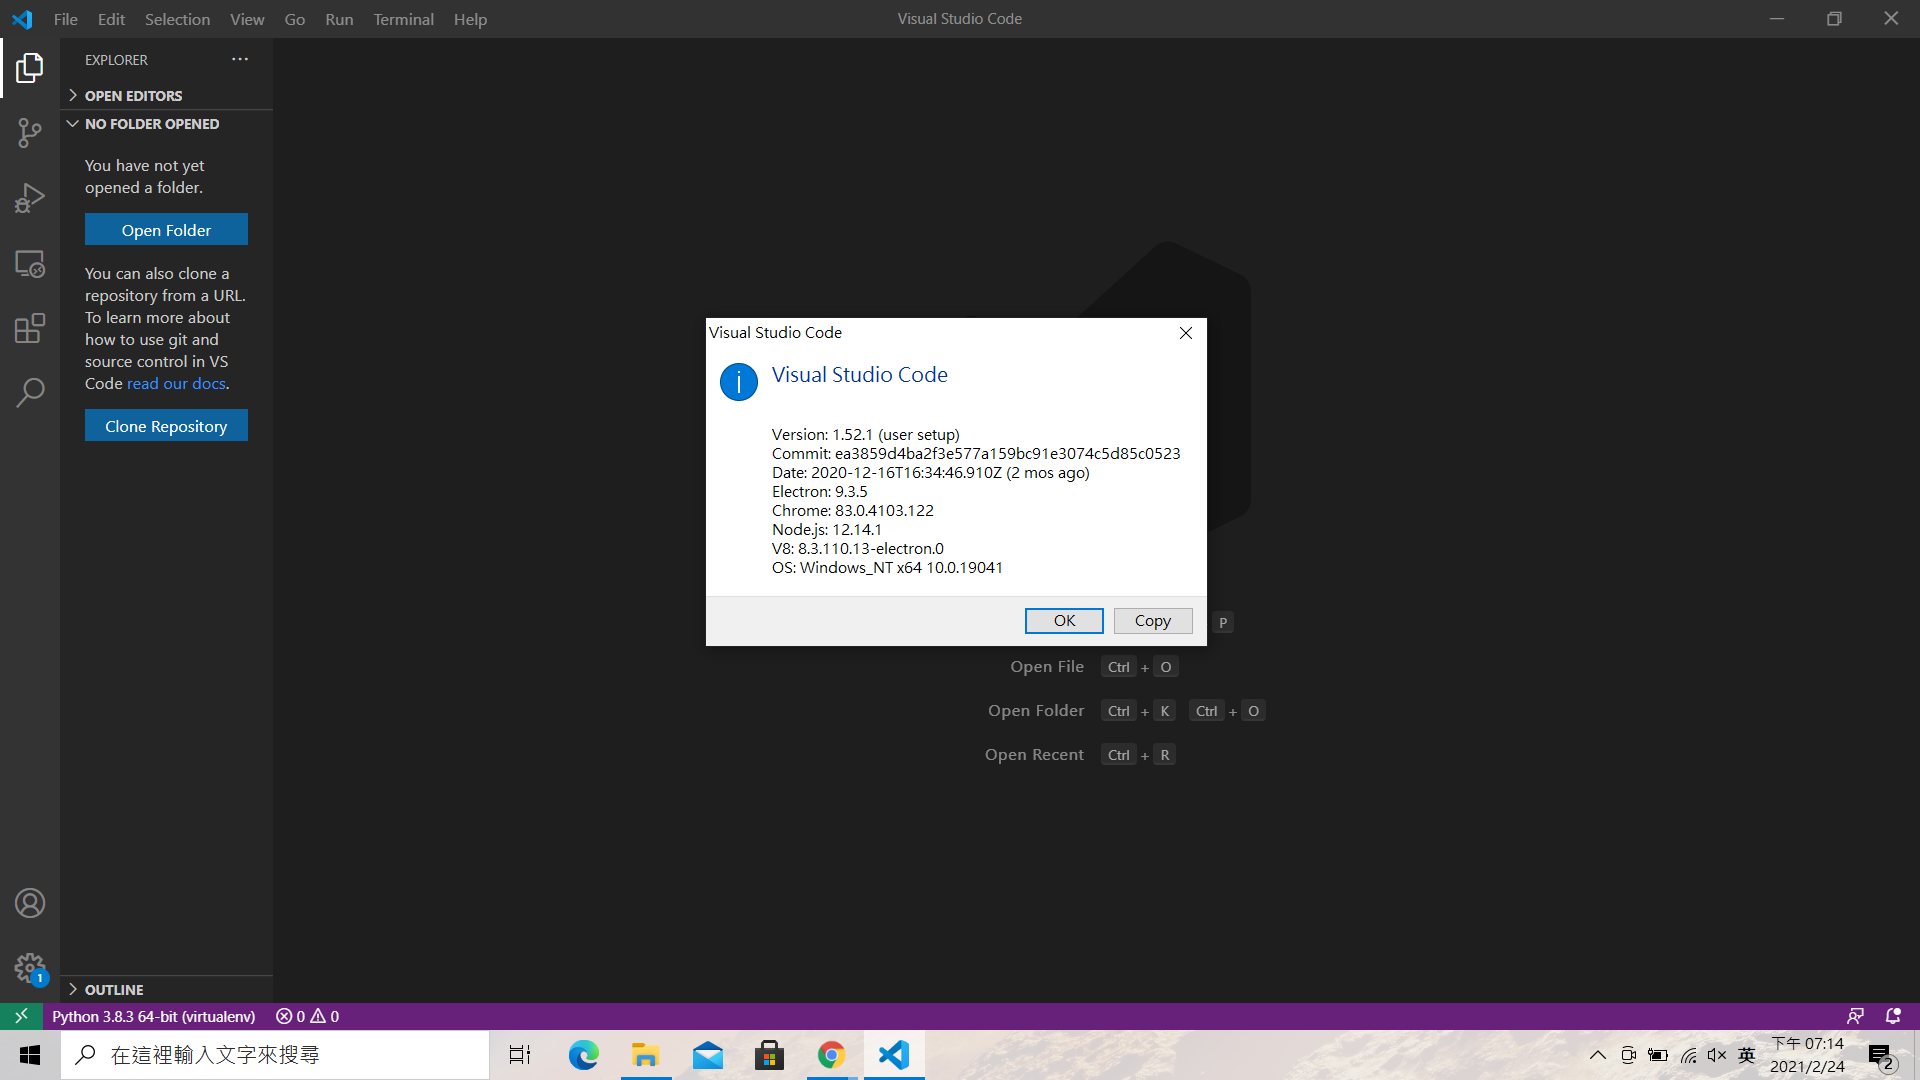 File Edit Selection View Go Run Terminal Help
Visual Studio Code
EXPLORER
OPEN EDITORS
NO FOLDER OPENED
You have not yet
opened a folder.
Open Folder
You can also clone a
repository from a URL.
To learn more about
how to use git and
source control in VS
Code read our docs.
Clone Repository
OUTLINE
Visual Studio Code
Visual Studio Code
Version: 1.52.1 (user setup)
Commit: ea3859d4ba2f3e577a159bc91e3074c5d85c0523
Date: 2020-12-16T16:34:46.910Z (2 mos ago)
Electron: 9.3.5
Chrome: 83.0.4103.122
Node.js: 12.14.1
V8: 8.3.110.13-electron.0
OS: Windows_NT x64 10.0.19041
OK Copy
P
Open File Ctrl + O
Open Folder Ctrl + K Ctrl + O
Open Recent Ctrl + R
1
Python 3.8.3 64-bit (virtualenv) 0 0
在這裡輸入文字來搜尋
英
下午 07:14
2021/2/24
2